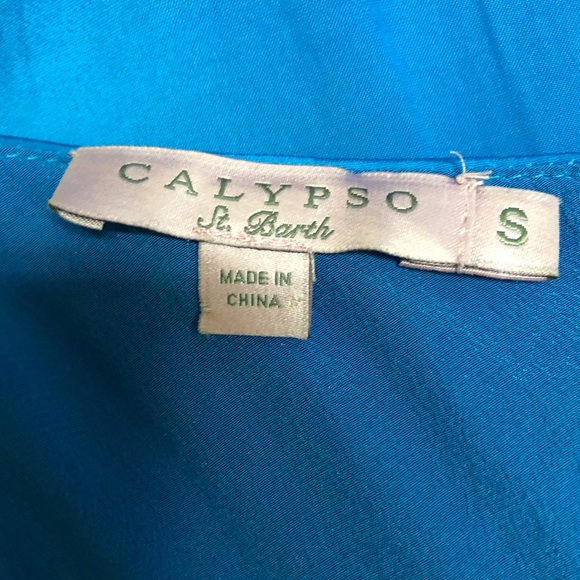 CALYPSO
St. Barth
S
MADE IN
CHINA